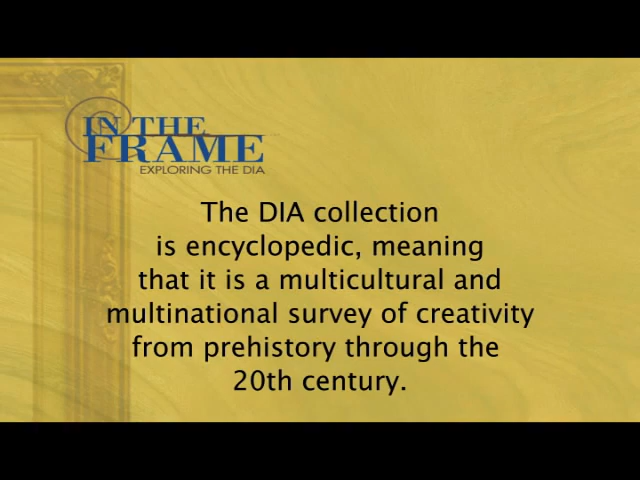 IN THE
FRAME
EXPLORING THE DIA
The DIA collection
is encyclopedic, meaning
that it is a multicultural and
multinational survey of creativity
from prehistory through the
20th century.